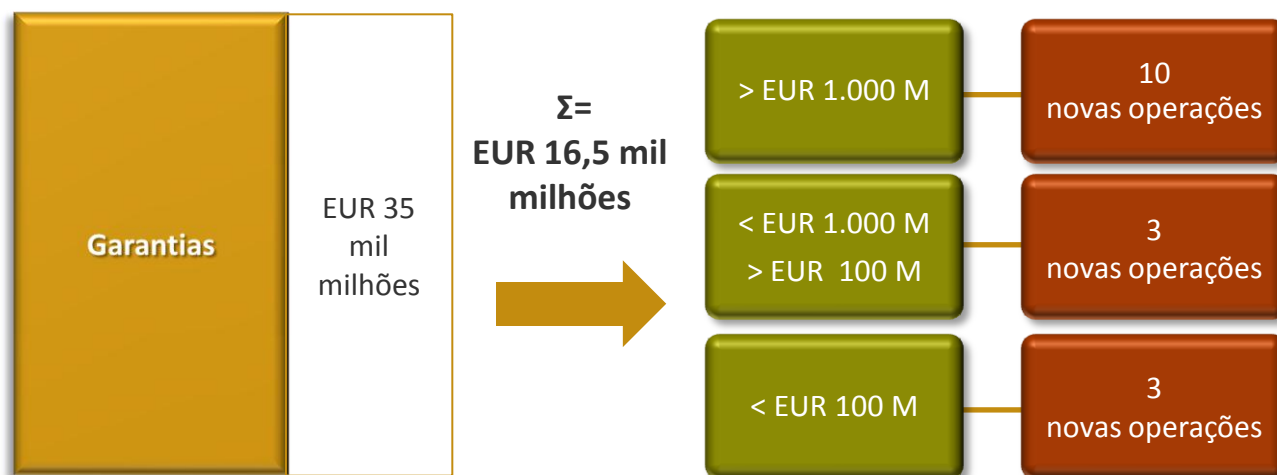 Garantias
EUR 35
mil
milhões
Σ=
EUR 16,5 mil
milhões
> EUR 1.000 M
10
novas operações
< EUR 1.000 M
> EUR 100 M
3
novas operações
< EUR 100 M
3
novas operações